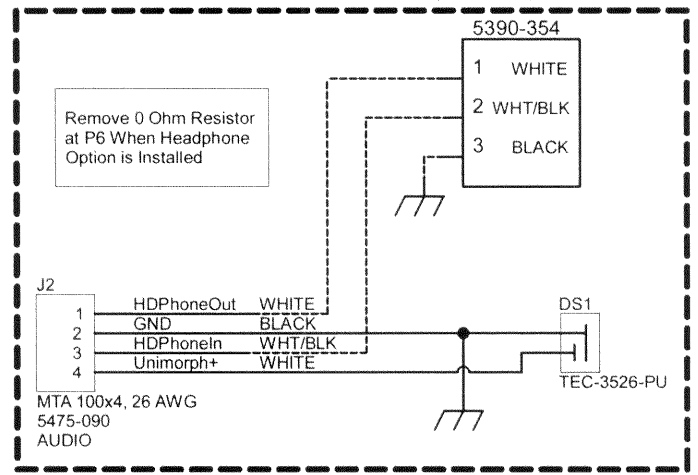 5390-354
1 WHITE
2 WHT/BLK
3 BLACK
Remove 0 Ohm Resistor
at P6 When Headphone
Option is Installed
J2
1 HDPhoneOut WHITE
2 GND BLACK
3 HDPhoneIn WHT/BLK
4 Unimorph+ WHITE
MTA 100x4, 26 AWG
5475-090
AUDIO
DS1
TEC-3526-PU